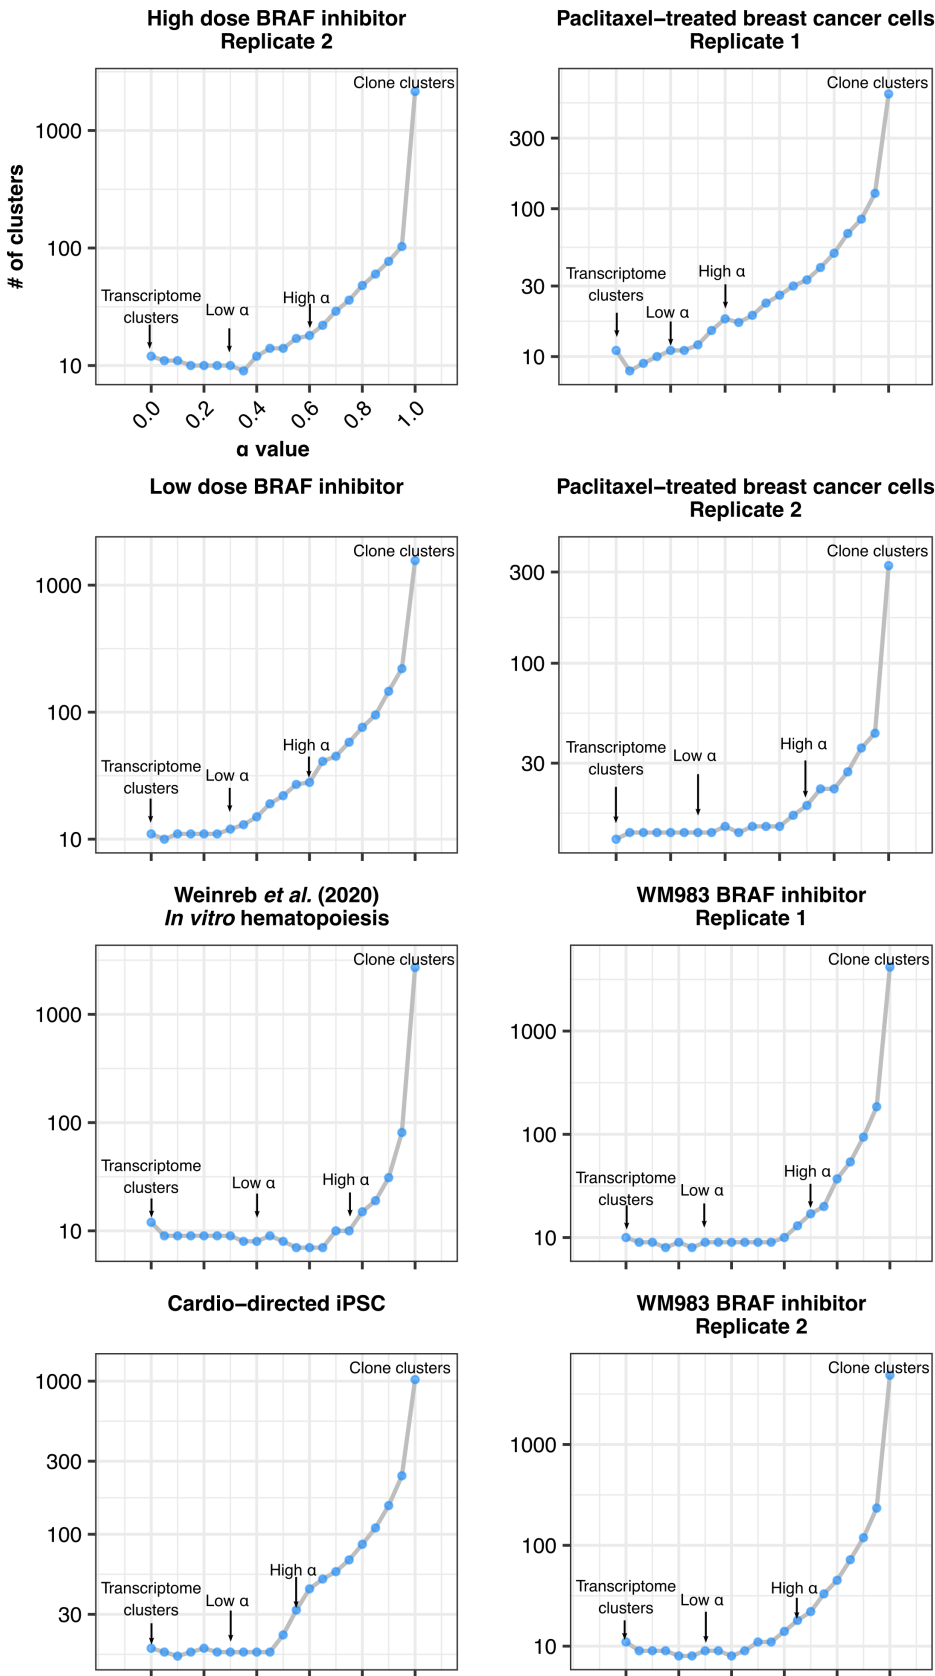 High dose BRAF inhibitor
Replicate 2
# of clusters
1000
100
10
Clone clusters
Transcriptome
clusters
Low α
High α
0.0
0.2
0.4
0.6
0.8
1.0
α value
Paclitaxel–treated breast cancer cells
Replicate 1
300
100
30
10
Clone clusters
Transcriptome
clusters
Low α
High α
Low dose BRAF inhibitor
1000
100
10
Clone clusters
Transcriptome
clusters
Low α
High α
Paclitaxel–treated breast cancer cells
Replicate 2
300
100
30
Clone clusters
Transcriptome
clusters
Low α
High α
Weinreb et al. (2020)
In vitro hematopoiesis
1000
100
10
Clone clusters
Transcriptome
clusters
Low α
High α
WM983 BRAF inhibitor
Replicate 1
1000
100
10
Clone clusters
Transcriptome
clusters
Low α
High α
Cardio–directed iPSC
1000
300
100
30
Clone clusters
Transcriptome
clusters
Low α
High α
WM983 BRAF inhibitor
Replicate 2
1000
100
10
Clone clusters
Transcriptome
clusters
Low α
High α